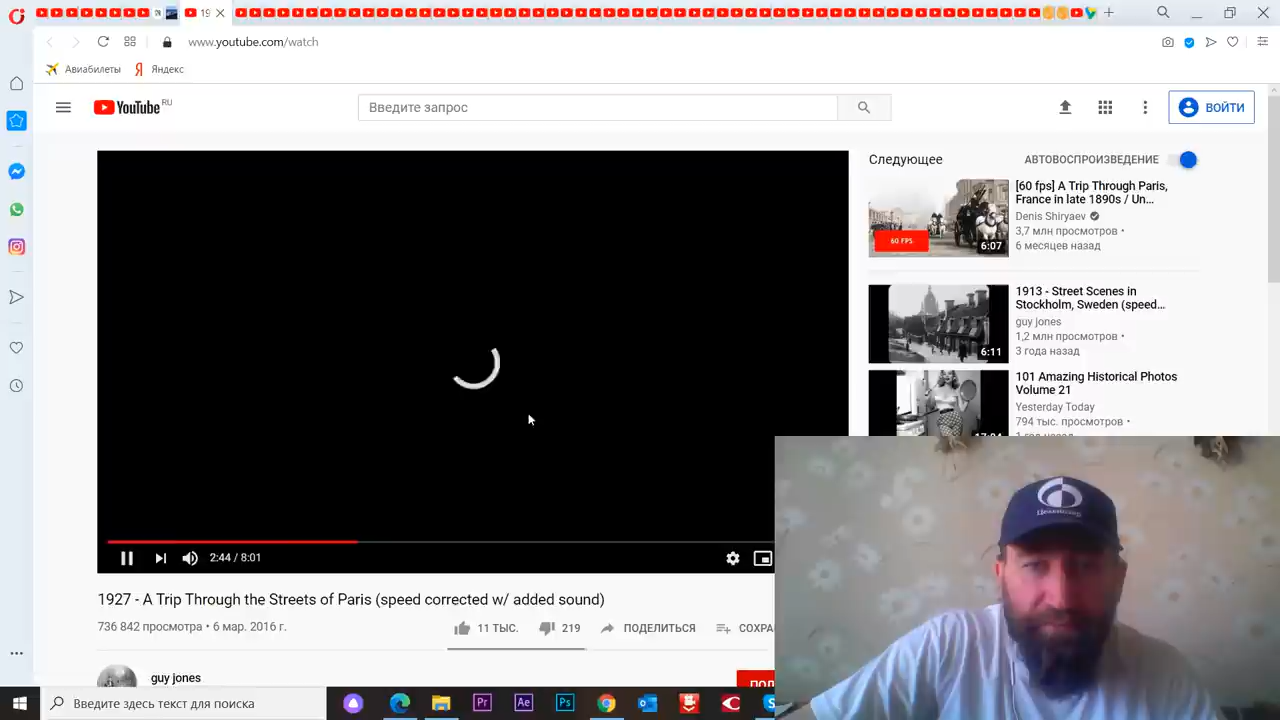 19
www.youtube.com/watch
Авиабилеты
Яндекс
YouTube RU
Введите запрос
ВОЙТИ
Следующее
АВТОВОСПРОИЗВЕДЕНИЕ
[60 fps] A Trip Through Paris,
France in late 1890s / Un...
Denis Shiryaev
3,7 млн просмотров •
6 месяцев назад
60 FPS
6:07
1913 - Street Scenes in
Stockholm, Sweden (speed...
guy jones
1,2 млн просмотров •
3 года назад
6:11
101 Amazing Historical Photos
Volume 21
Yesterday Today
794 тыс. просмотров •
2:44 / 8:01
1927 - A Trip Through the Streets of Paris (speed corrected w/ added sound)
736 842 просмотра • 6 мар. 2016 г.
11 ТЫС.
219
ПОДЕЛИТЬСЯ
СОХРА
guy jones
Введите здесь текст для поиска
Pr
Ae
Ps